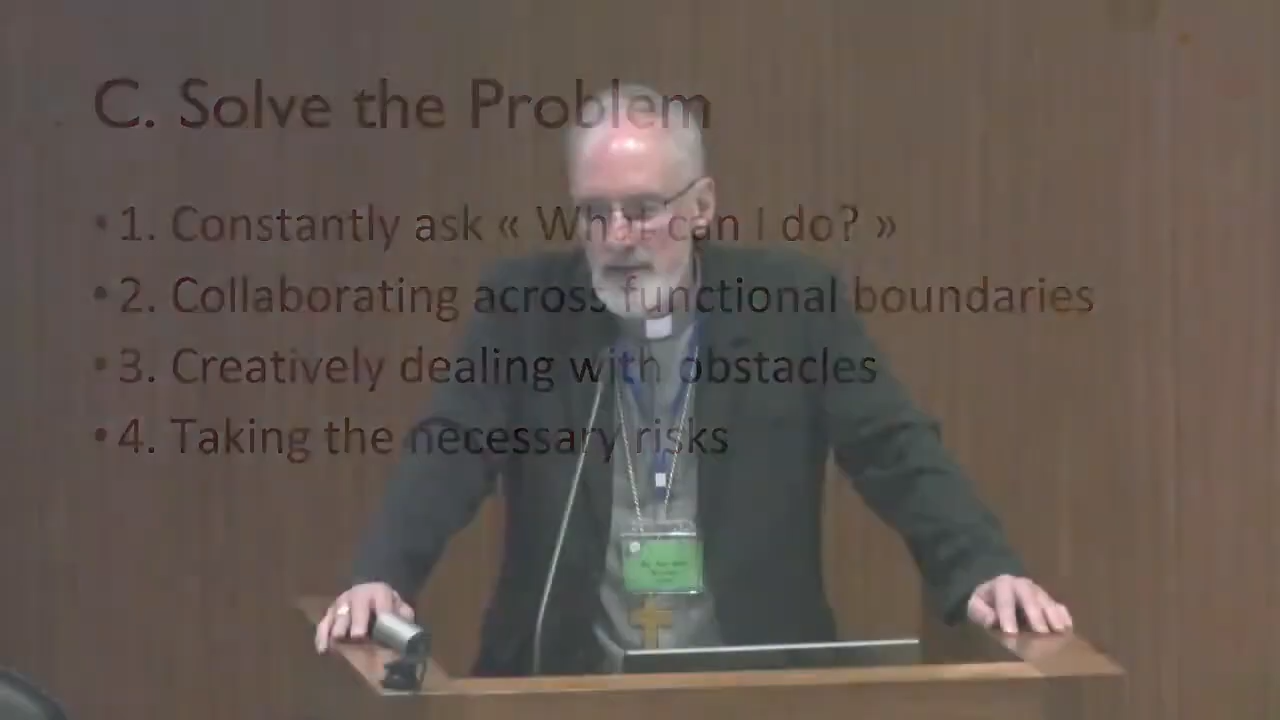 C. Solve the Problem
• 1. Constantly ask « What can I do? »
• 2. Collaborating across functional boundaries
• 3. Creatively dealing with obstacles
• 4. Taking the necessary risks